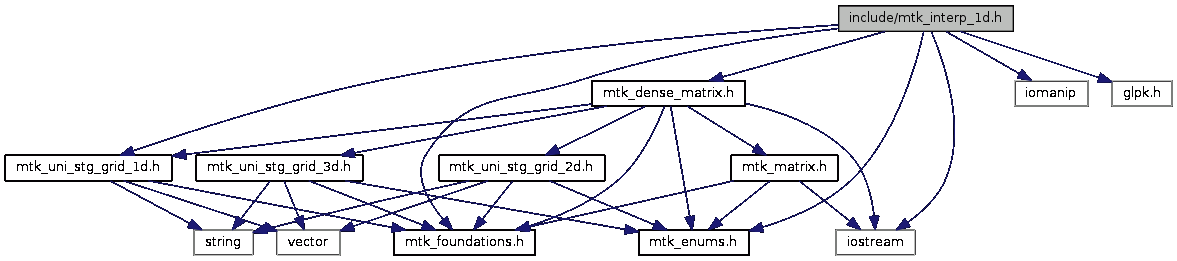 include/mtk_interp_1d.h
mtk_dense_matrix.h
iomanip
glpk.h
mtk_uni_stg_grid_1d.h
mtk_uni_stg_grid_3d.h
mtk_uni_stg_grid_2d.h
mtk_matrix.h
string
vector
mtk_foundations.h
mtk_enums.h
iostream